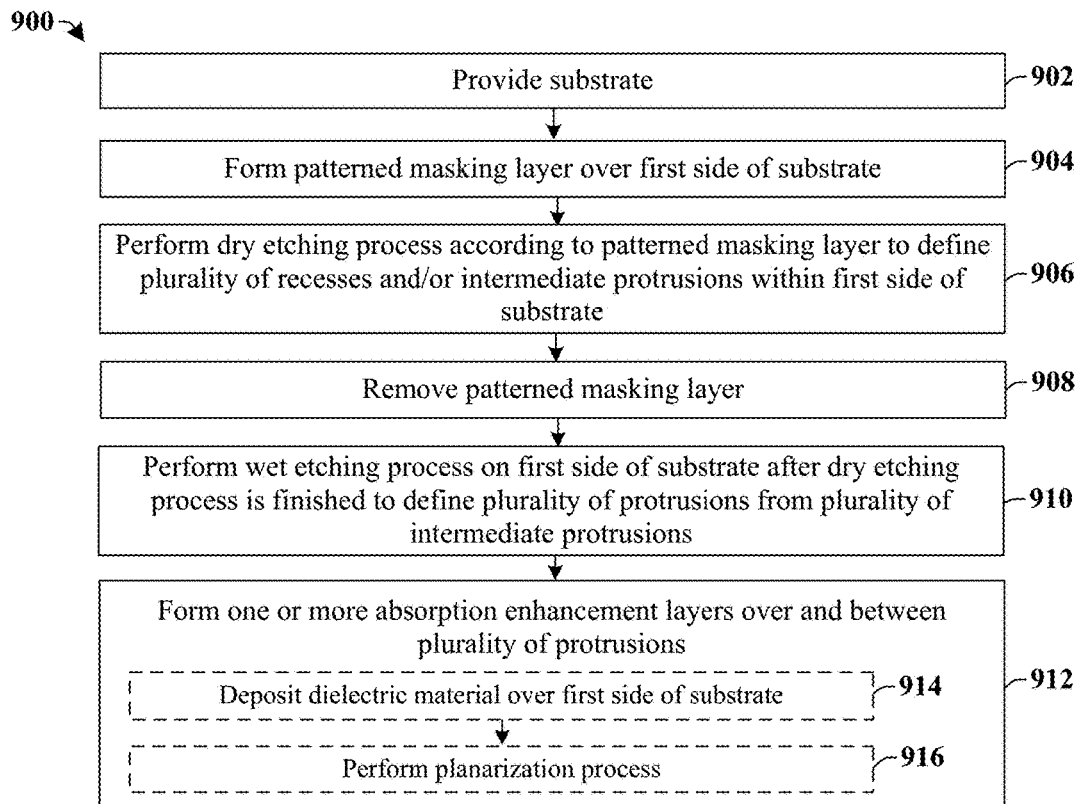 900
Provide substrate
902
Form patterned masking layer over first side of substrate
904
Perform dry etching process according to patterned masking layer to define
plurality of recesses and/or intermediate protrusions within first side of
substrate
906
Remove patterned masking layer
908
Perform wet etching process on first side of substrate after dry etching
process is finished to define plurality of protrusions from plurality of
intermediate protrusions
910
Form one or more absorption enhancement layers over and between
plurality of protrusions
912
Deposit dielectric material over first side of substrate
914
Perform planarization process
916